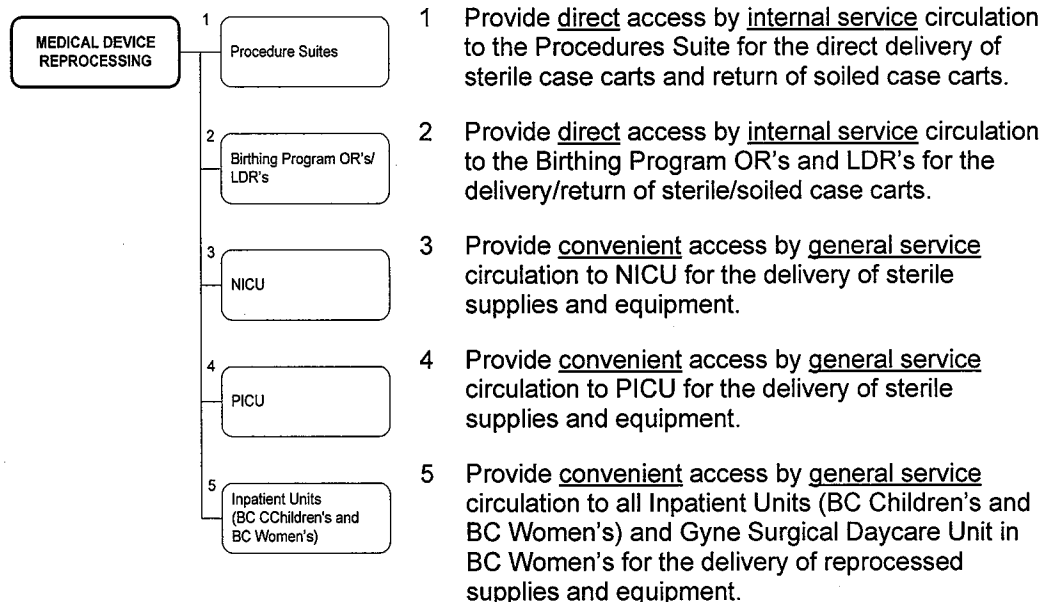 MEDICAL DEVICE
REPROCESSING
1
Procedure Suites
2
Birthing Program OR's/
LDR's
3
NICU
4
PICU
5
Inpatient Units
(BC CChildren's and
BC Women's)
1 Provide direct access by internal service circulation
to the Procedures Suite for the direct delivery of
sterile case carts and return of soiled case carts.
2 Provide direct access by internal service circulation
to the Birthing Program OR's and LDR's for the
delivery/return of sterile/soiled case carts.
3 Provide convenient access by general service
circulation to NICU for the delivery of sterile
supplies and equipment.
4 Provide convenient access by general service
circulation to PICU for the delivery of sterile
supplies and equipment.
5 Provide convenient access by general service
circulation to all Inpatient Units (BC Children's and
BC Women's) and Gyne Surgical Daycare Unit in
BC Women's for the delivery of reprocessed
supplies and equipment.